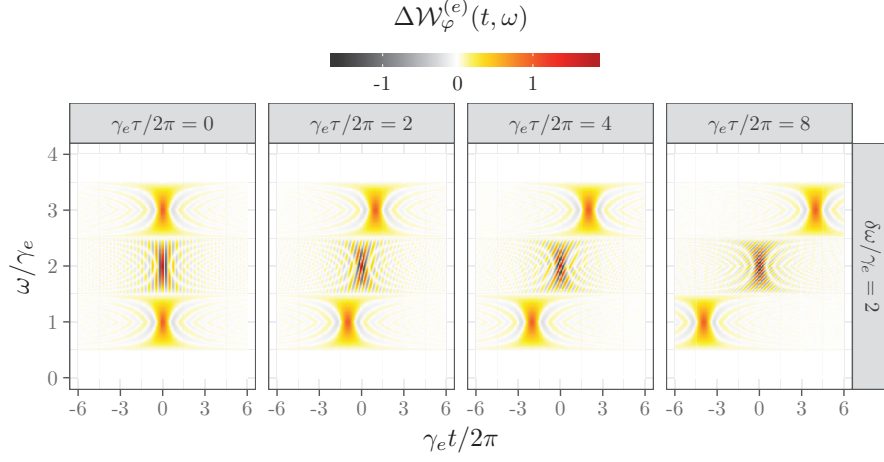 Δ𝒲_φ^(e)(t, ω)
-1 0 1
γ_eτ/2π = 0 γ_eτ/2π = 2 γ_eτ/2π = 4 γ_eτ/2π = 8
4
3
2
1
0
ω/γ_e
δω/γ_e = 2
-6 -3 0 3 6 -6 -3 0 3 6 -6 -3 0 3 6 -6 -3 0 3 6
γ_et/2π